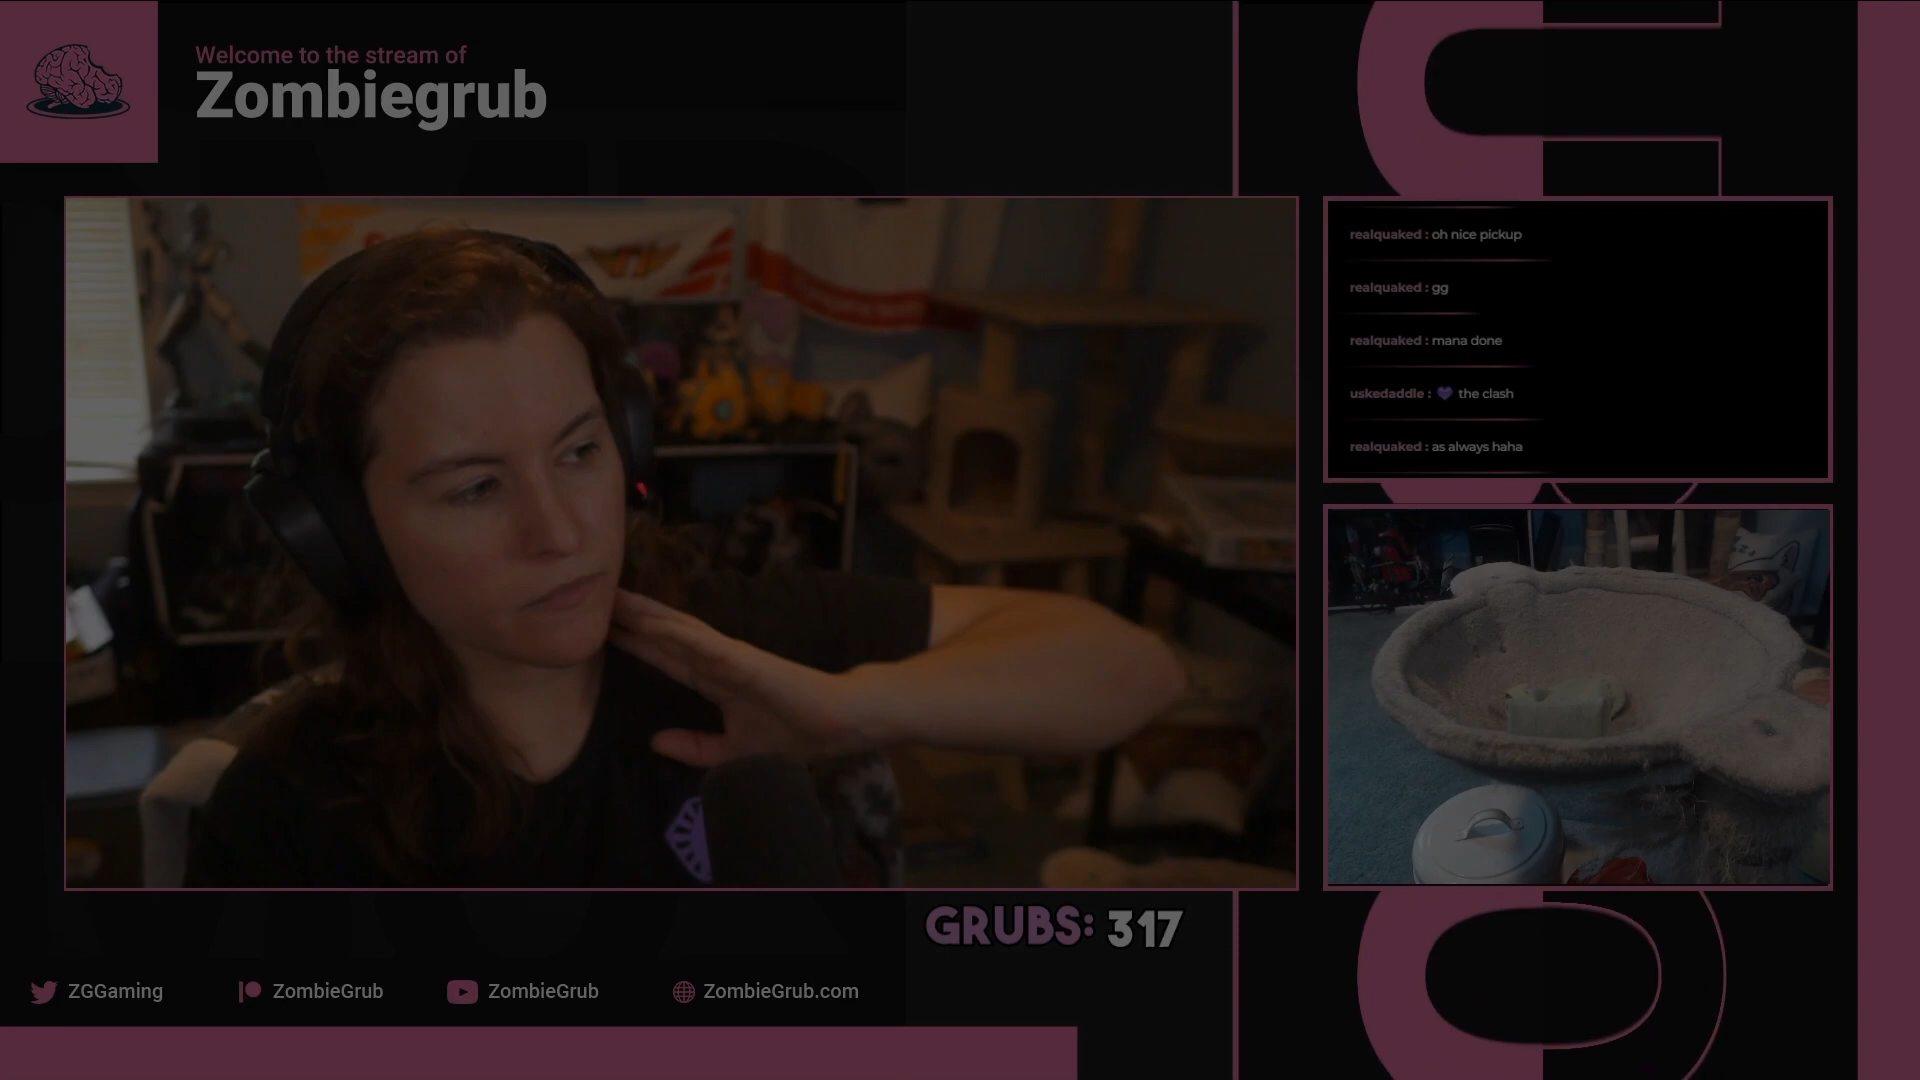 Welcome to the stream of
Zombiegrub
realquaked : oh nice pickup
realquaked : gg
realquaked : mana done
uskedaddle : 💜 the clash
realquaked : as always haha
GRUBS: 317
ZGGaming
ZombieGrub
ZombieGrub
ZombieGrub.com